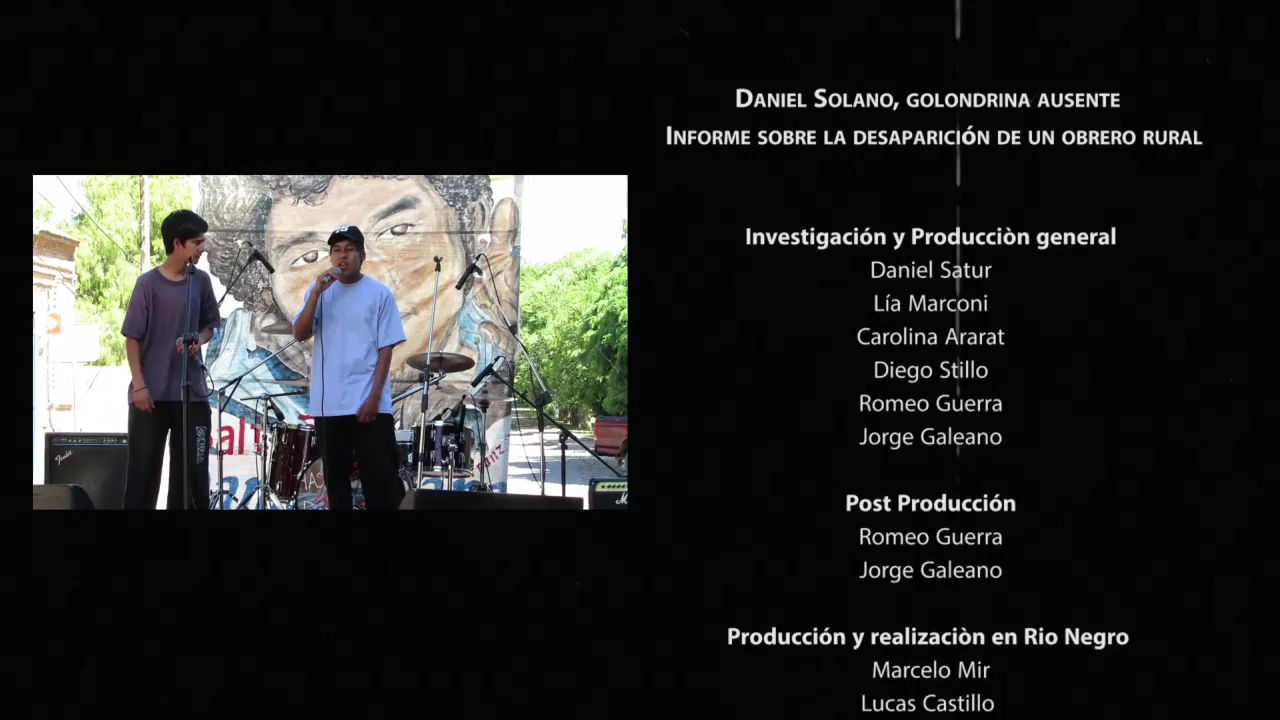 DANIEL SOLANO, GOLONDRINA AUSENTE
INFORME SOBRE LA DESAPARICIÓN DE UN OBRERO RURAL
Investigación y Producciòn general
Daniel Satur
Lía Marconi
Carolina Ararat
Diego Stillo
Romeo Guerra
Jorge Galeano
Post Producción
Romeo Guerra
Jorge Galeano
Producción y realizaciòn en Rio Negro
Marcelo Mir
Lucas Castillo
Fender